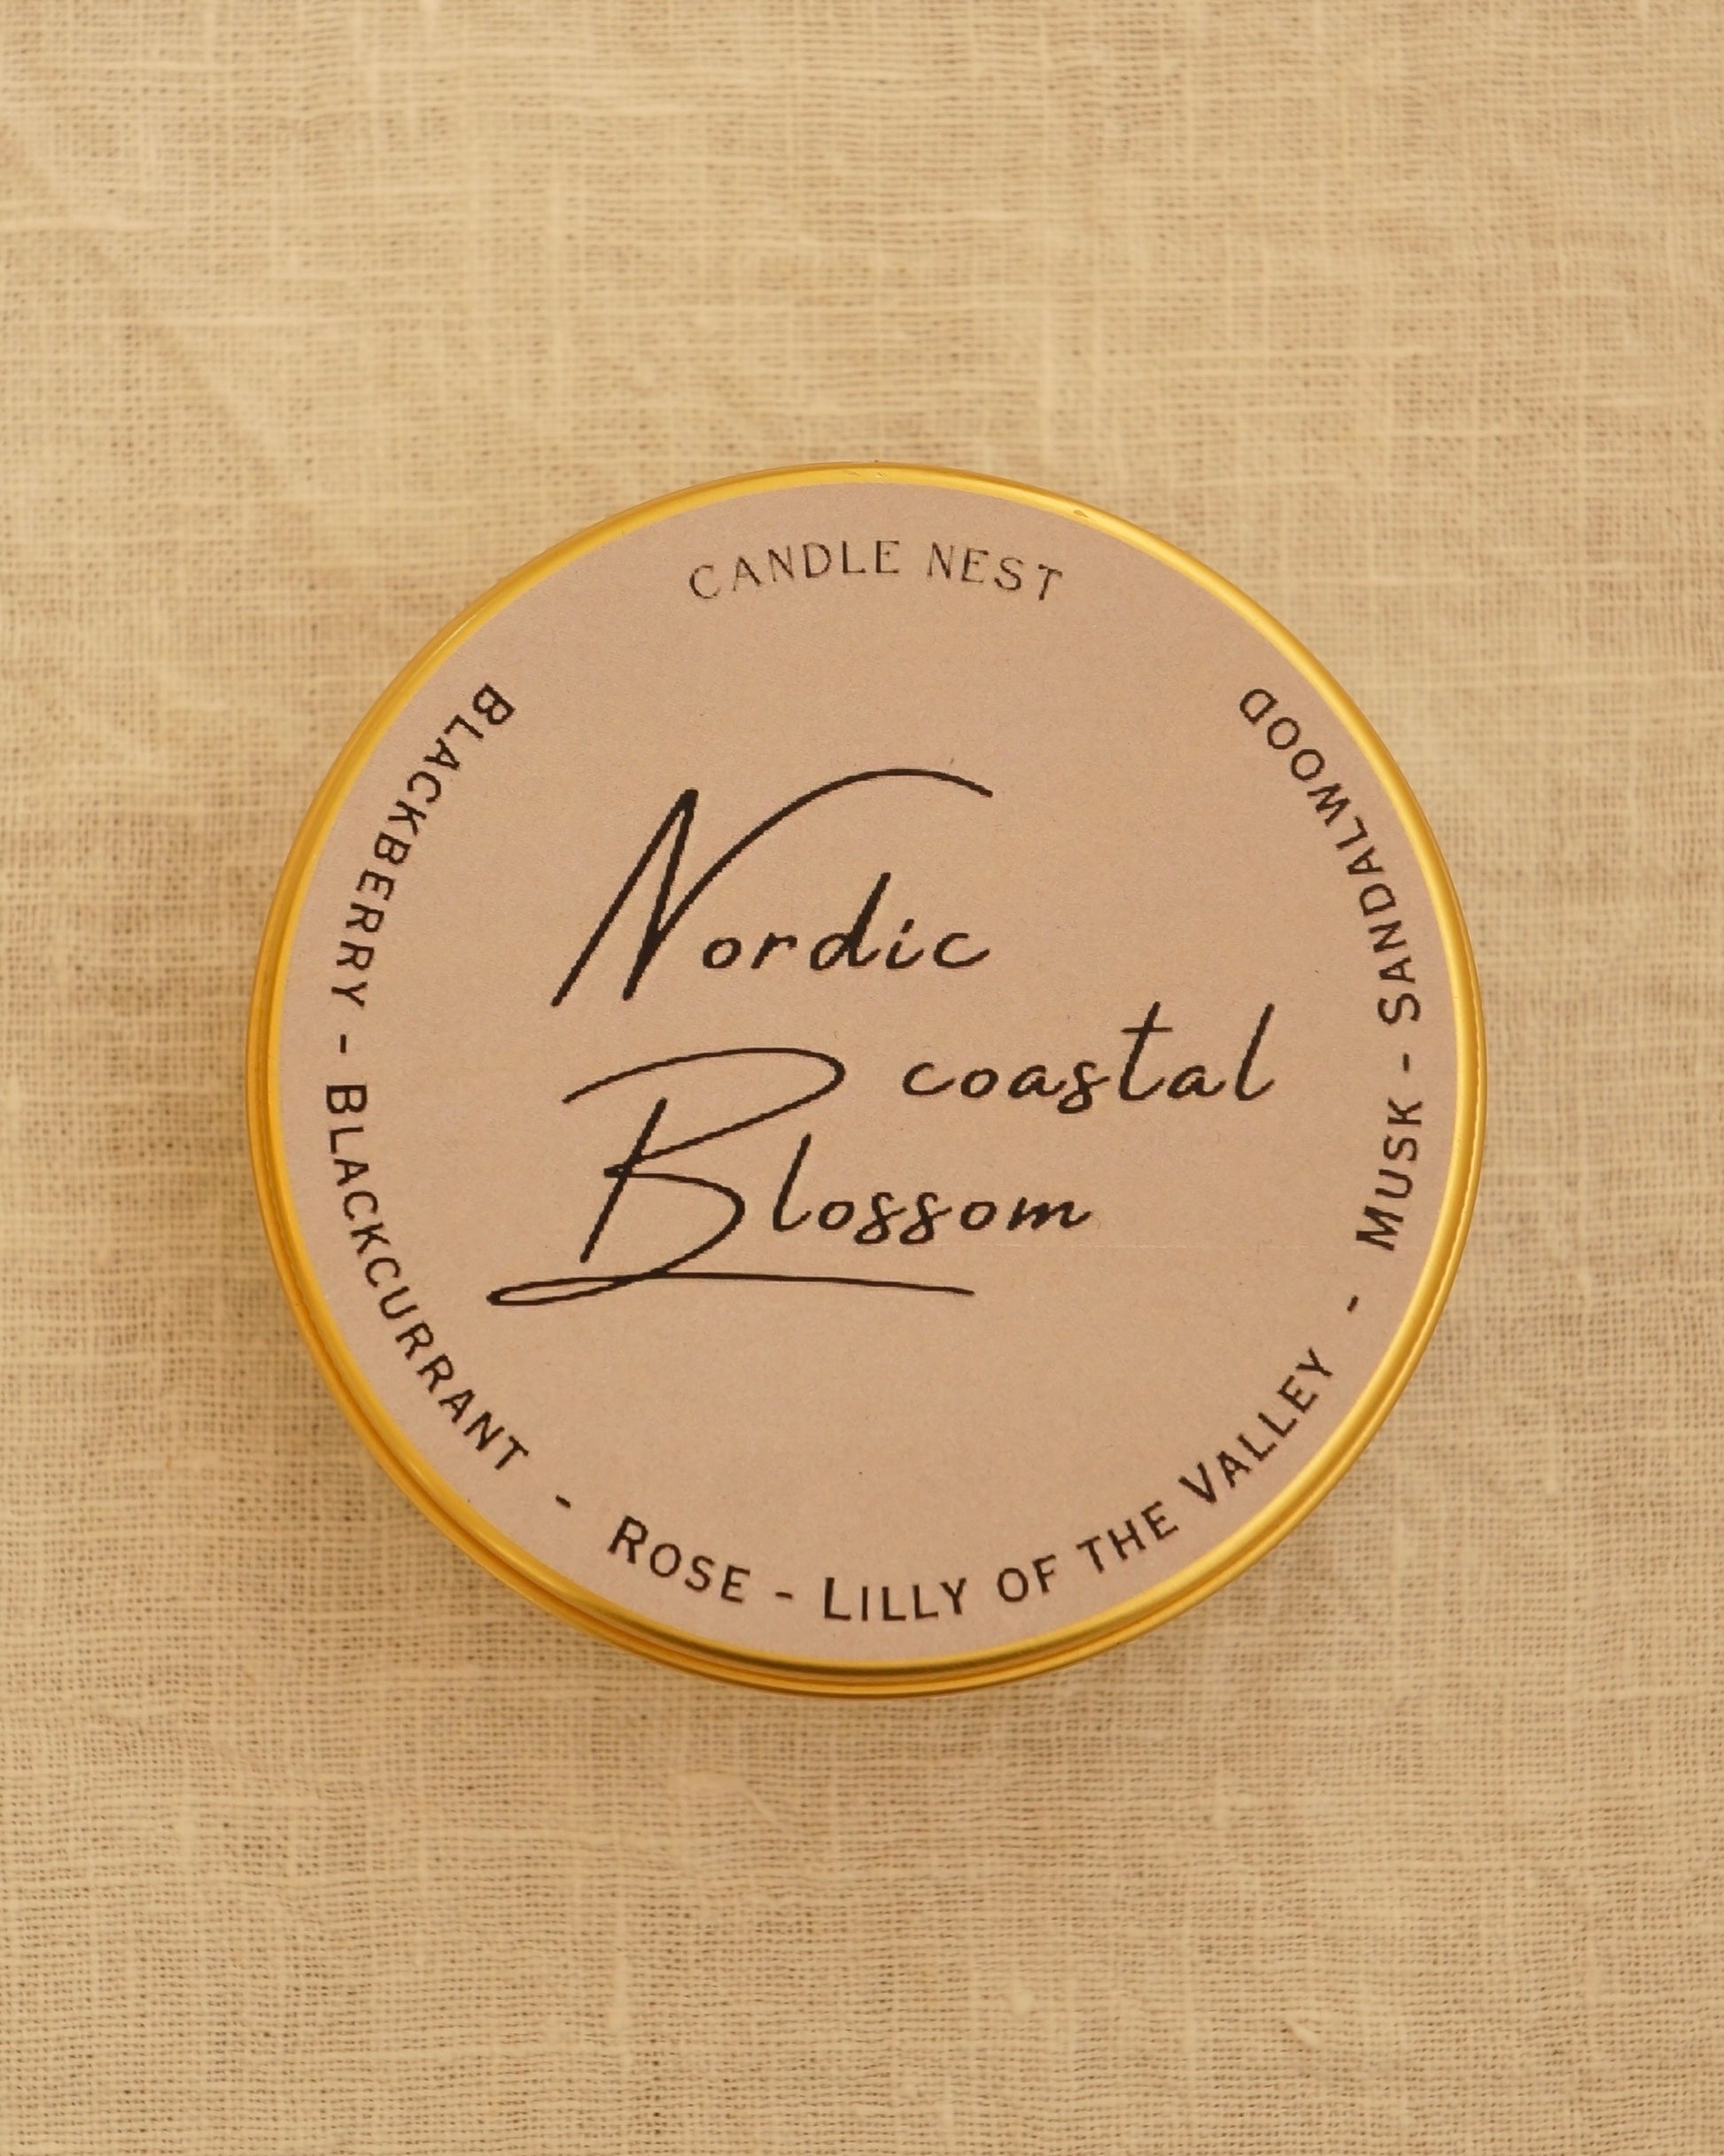 CANDLE NEST
Nordic
coastal
Blossom
BLACKBERRY - BLACKCURRANT - ROSE - LILLY OF THE VALLEY - MUSK - SANDALWOOD